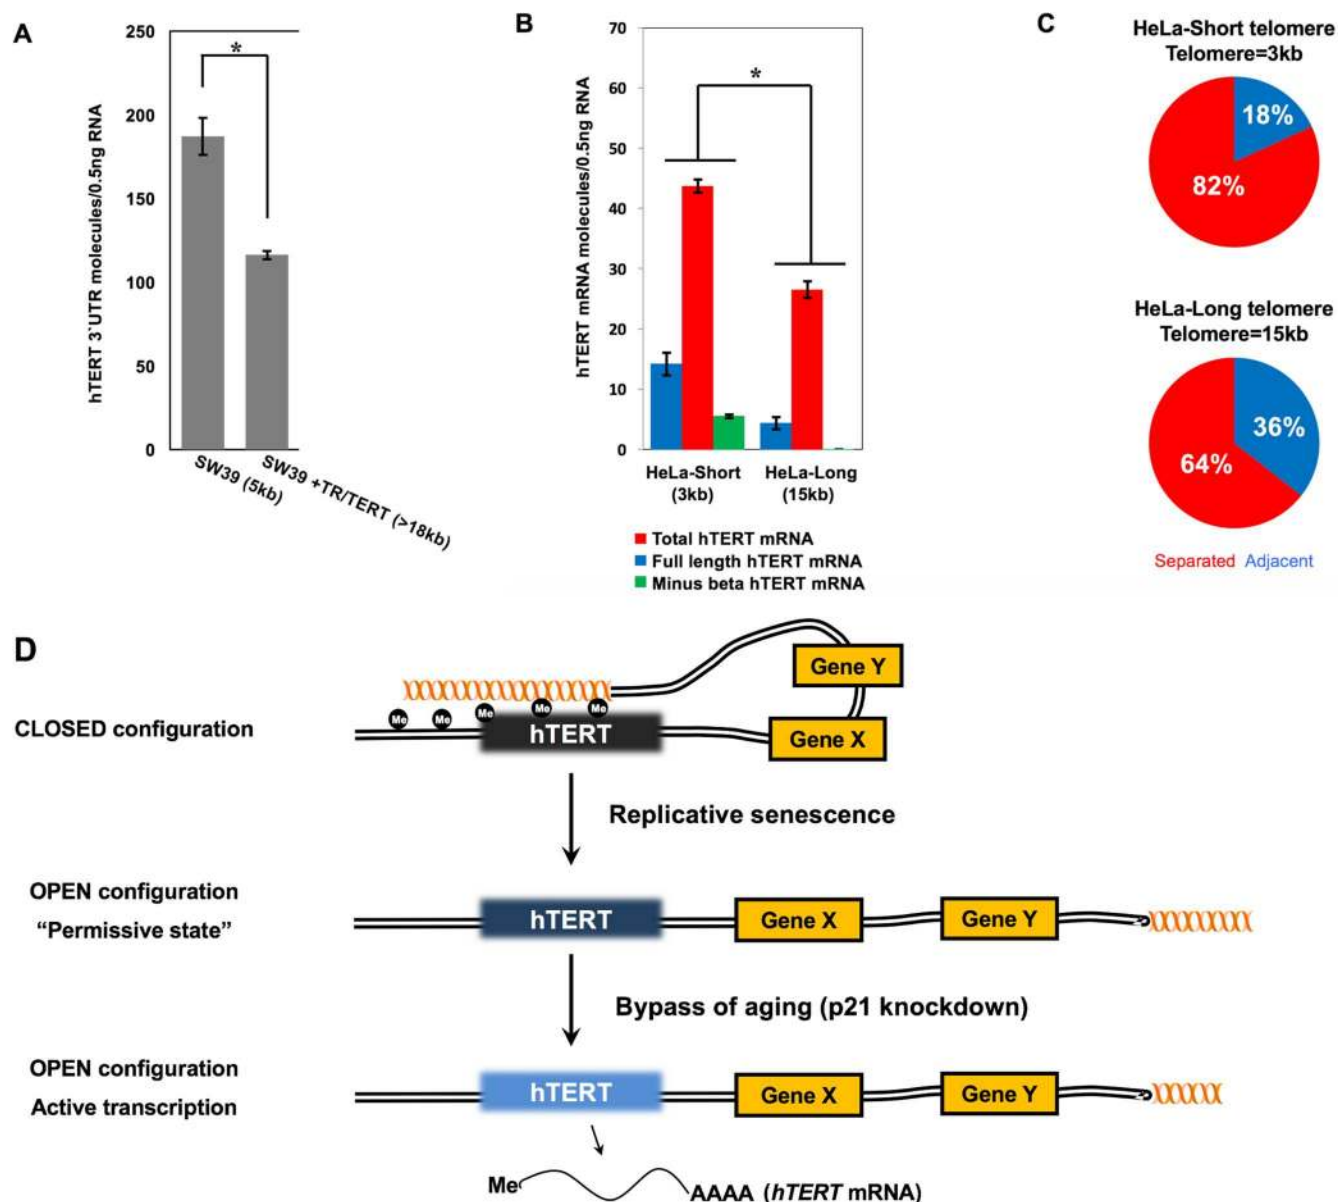 A
hTERT 3`UTR molecules/0.5ng RNA
250
200
150
100
50
0
*
SW39 (5kb)
SW39 +TR/TERT (>18kb)
B
hTERT mRNA molecules/0.5ng RNA
70
60
50
40
30
20
10
0
*
HeLa-Short
(3kb)
HeLa-Long
(15kb)
Total hTERT mRNA
Full length hTERT mRNA
Minus beta hTERT mRNA
C
HeLa-Short telomere
Telomere=3kb
18%
82%
HeLa-Long telomere
Telomere=15kb
36%
64%
Separated Adjacent
D
CLOSED configuration
Me Me Me Me Me
hTERT
Gene Y
Gene X
Replicative senescence
OPEN configuration
“Permissive state”
hTERT
Gene X
Gene Y
Bypass of aging (p21 knockdown)
OPEN configuration
Active transcription
hTERT
Gene X
Gene Y
Me
AAAA (hTERT mRNA)